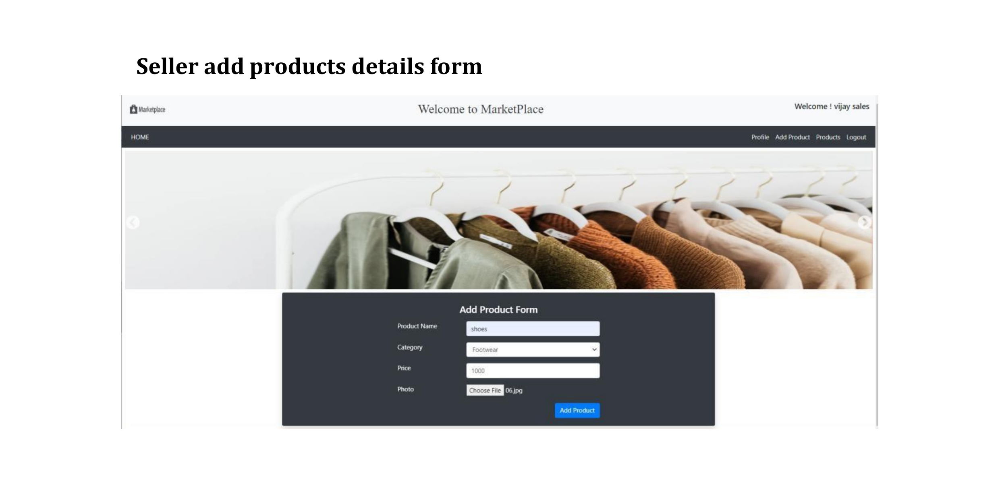 Seller add products details form
Marketplace
Welcome to MarketPlace
Welcome ! vijay sales
HOME
Profile Add Product Products Logout
Add Product Form
Product Name
shoes
Category
Footwear
Price
1000
Photo
Choose File 06.jpg
Add Product